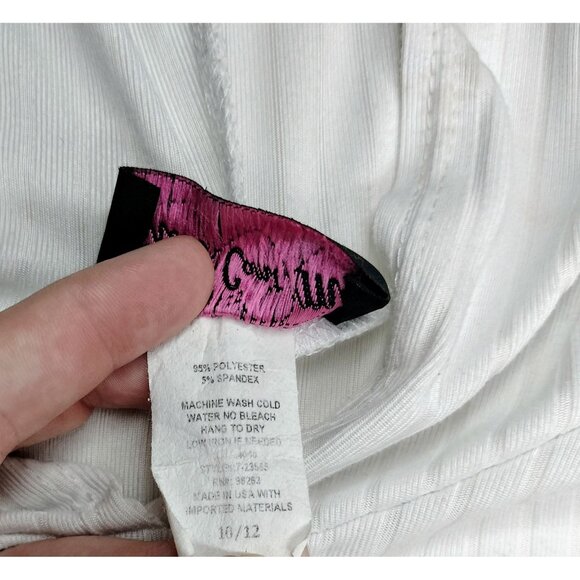 95% POLYESTER
5% SPANDEX
MACHINE WASH COLD
WATER NO BLEACH
HANG TO DRY
LOW IRON IF NEEDED
4040
MADE IN USA WITH
IMPORTED MATERIALS
10/12